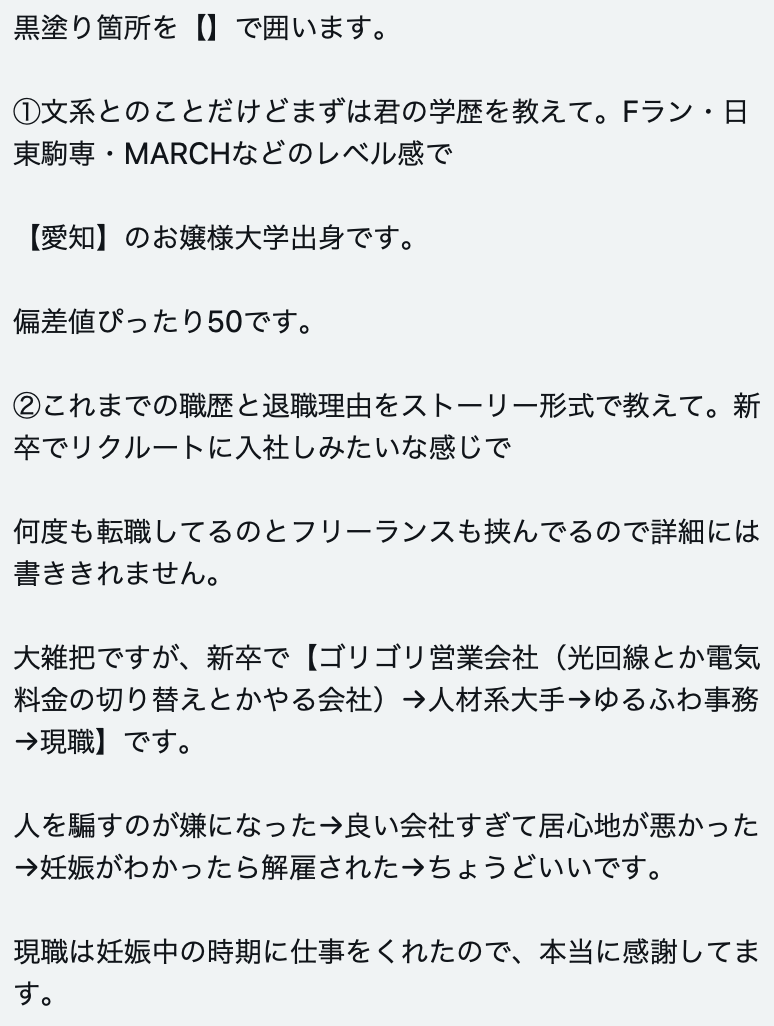 黒塗り箇所を【】で囲います。
①文系とのことだけどまずは君の学歴を教えて。Fラン・日
東駒専・MARCHなどのレベル感で
【愛知】のお嬢様大学出身です。
偏差値ぴったり50です。
②これまでの職歴と退職理由をストーリー形式で教えて。新
卒でリクルートに入社しみたいな感じで
何度も転職してるのとフリーランスも挟んでるので詳細には
書ききれません。
大雑把ですが、新卒で【ゴリゴリ営業会社（光回線とか電気
料金の切り替えとかやる会社）→人材系大手→ゆるふわ事務
→現職】です。
人を騙すのが嫌になった→良い会社すぎて居心地が悪かった
→妊娠がわかったら解雇された→ちょうどいいです。
現職は妊娠中の時期に仕事をくれたので、本当に感謝してま
す。